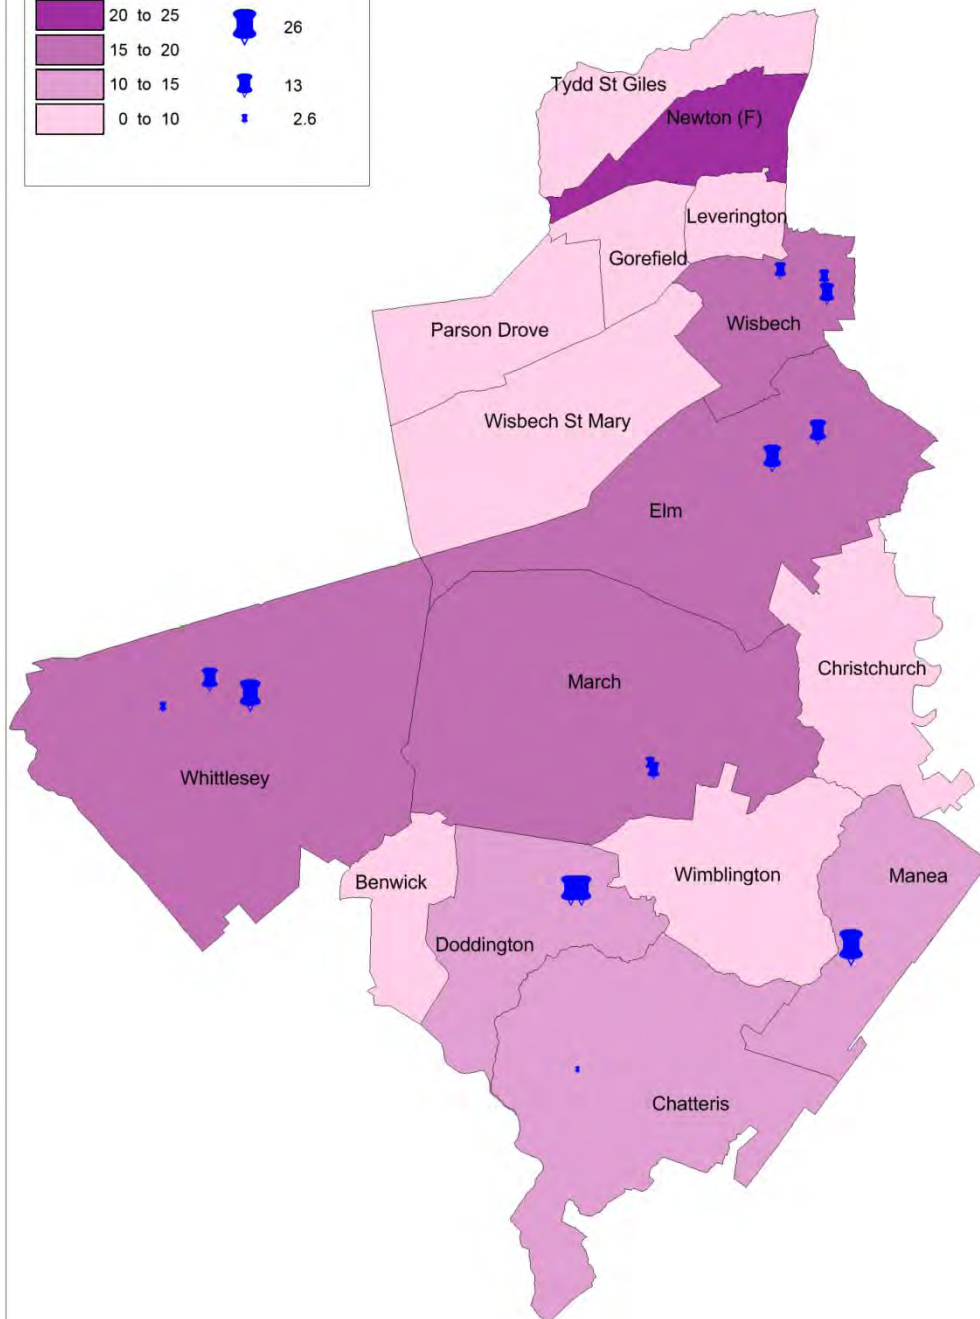 20 to 25
26
15 to 20
10 to 15
13
0 to 10
2.6
Tydd St Giles
Newton (F)
Leverington
Gorefield
Wisbech
Parson Drove
Wisbech St Mary
Elm
Christchurch
March
Whittlesey
Wimblington
Manea
Benwick
Doddington
Chatteris